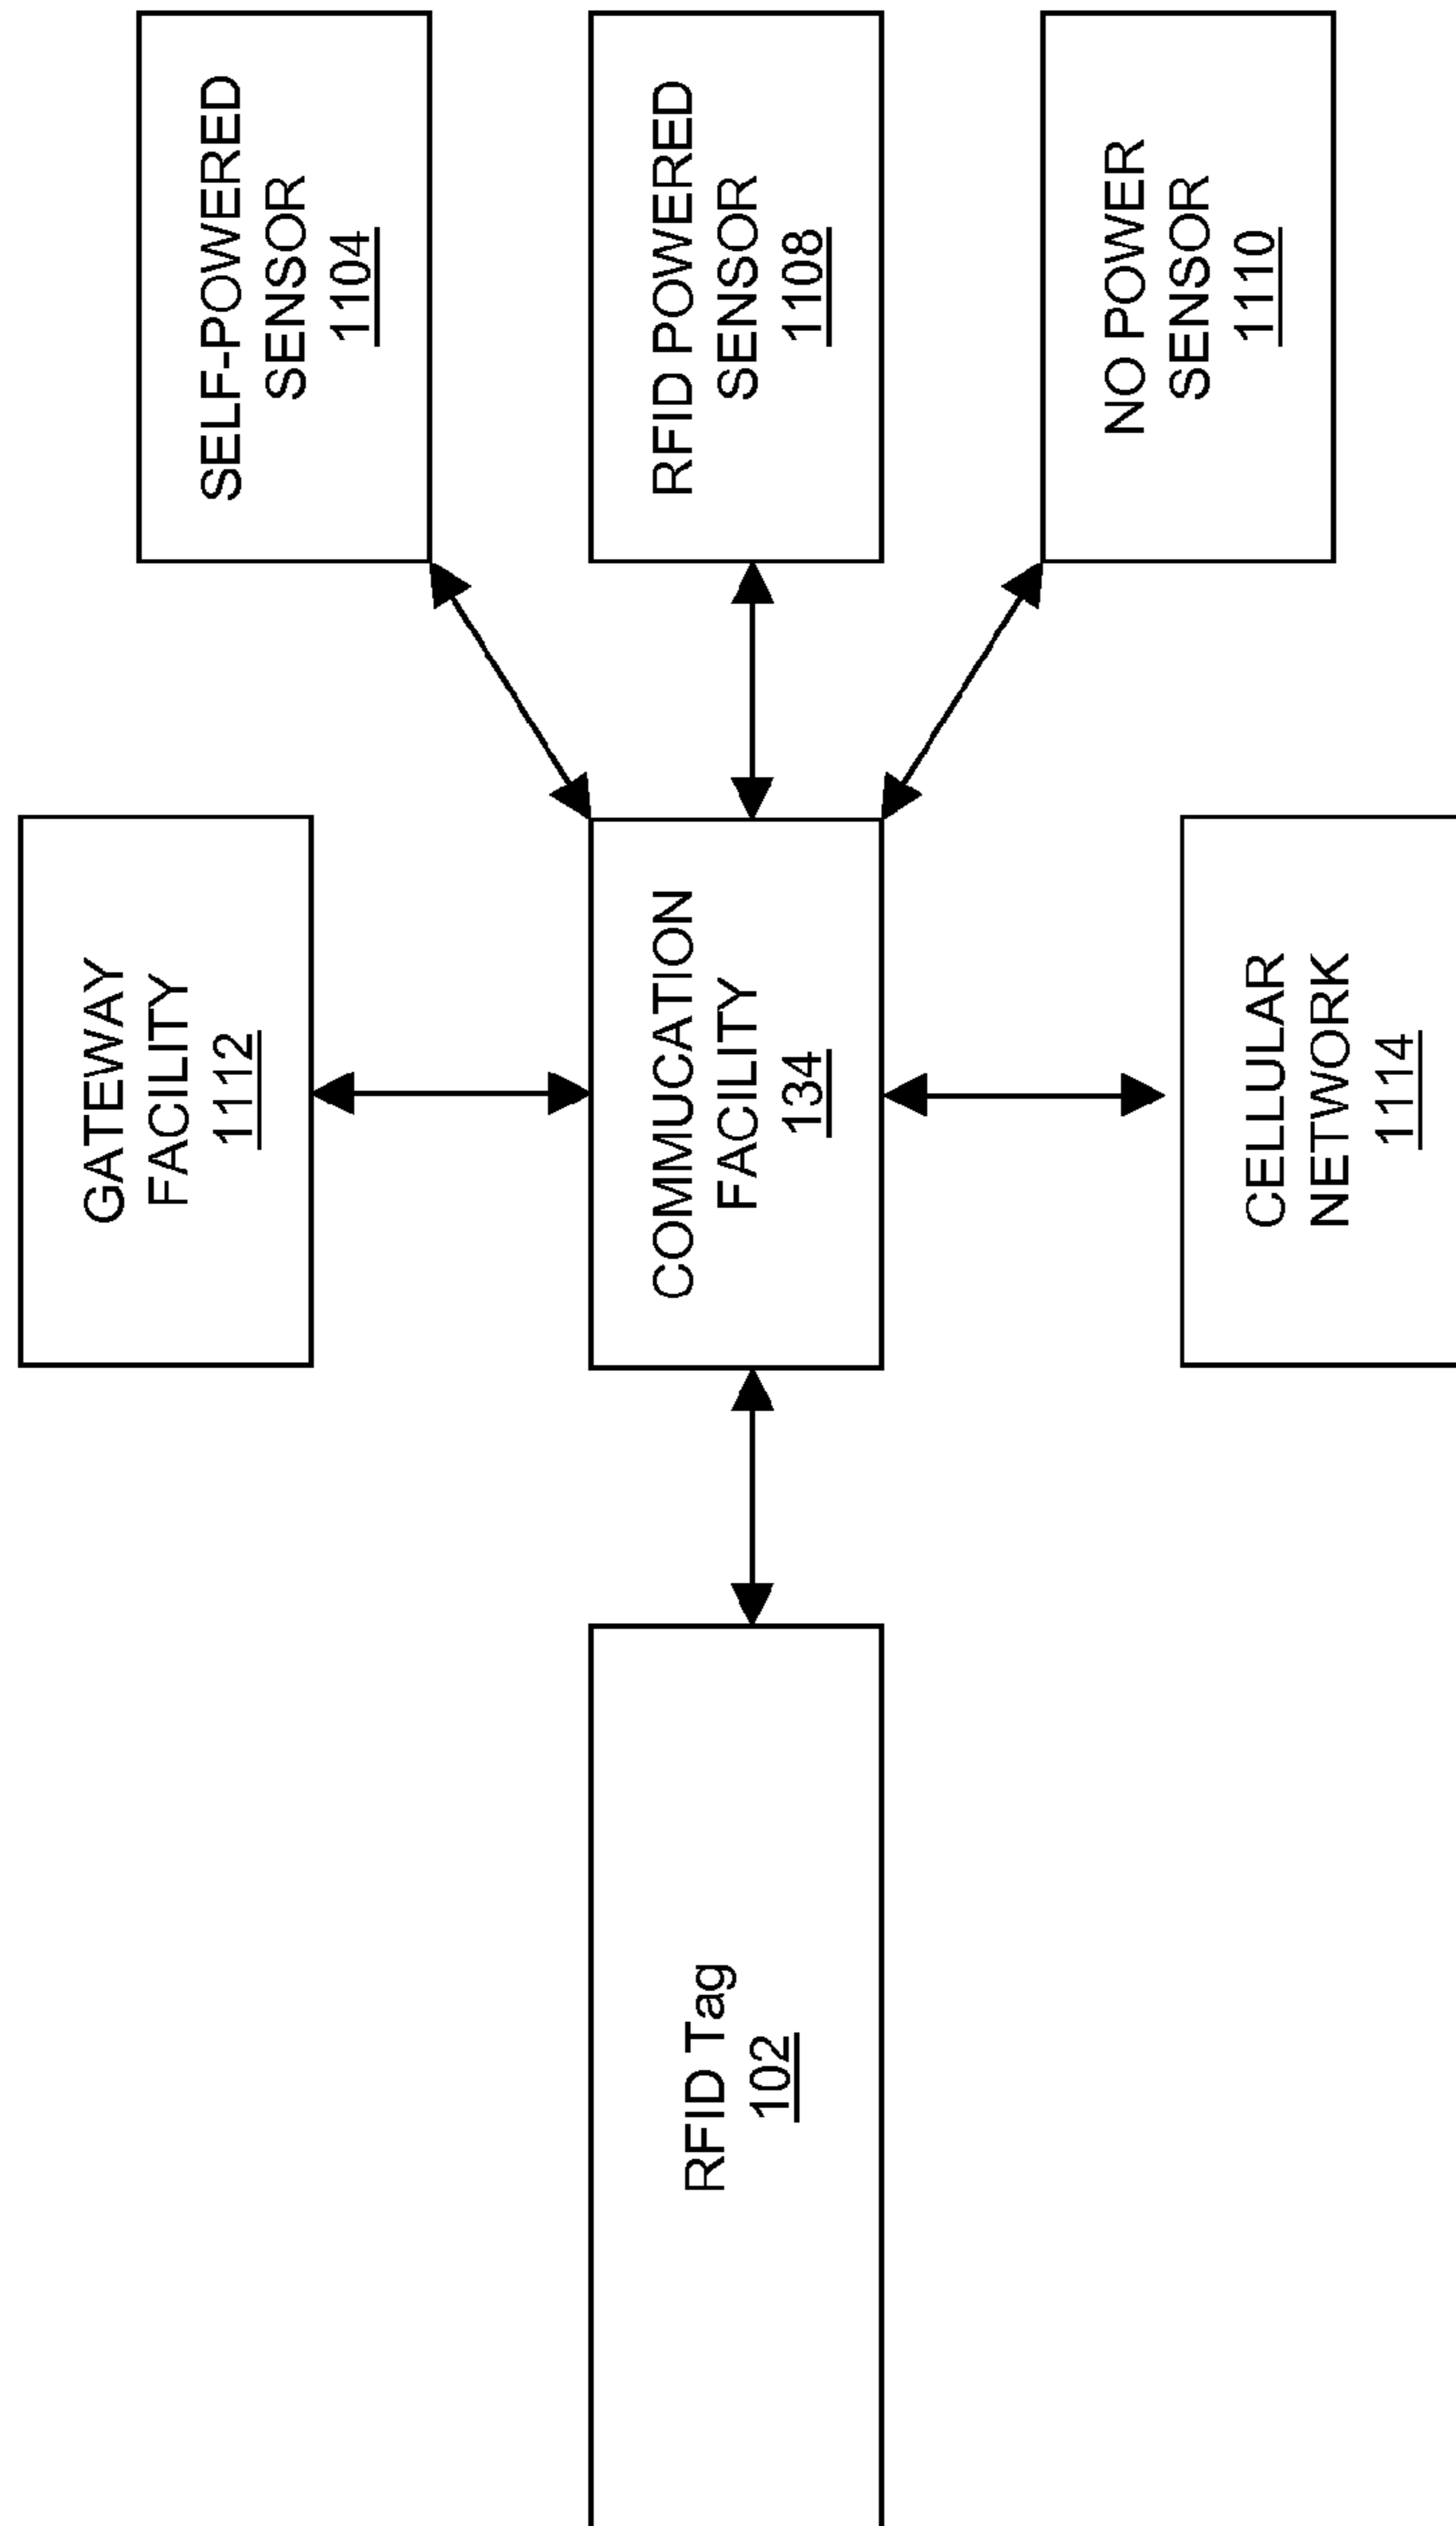 GATEWAY
FACILITY
1112
SELF-POWERED
SENSOR
1104
RFID Tag
102
COMMUCATION
FACILITY
134
RFID POWERED
SENSOR
1108
CELLULAR
NETWORK
1114
NO POWER
SENSOR
1110